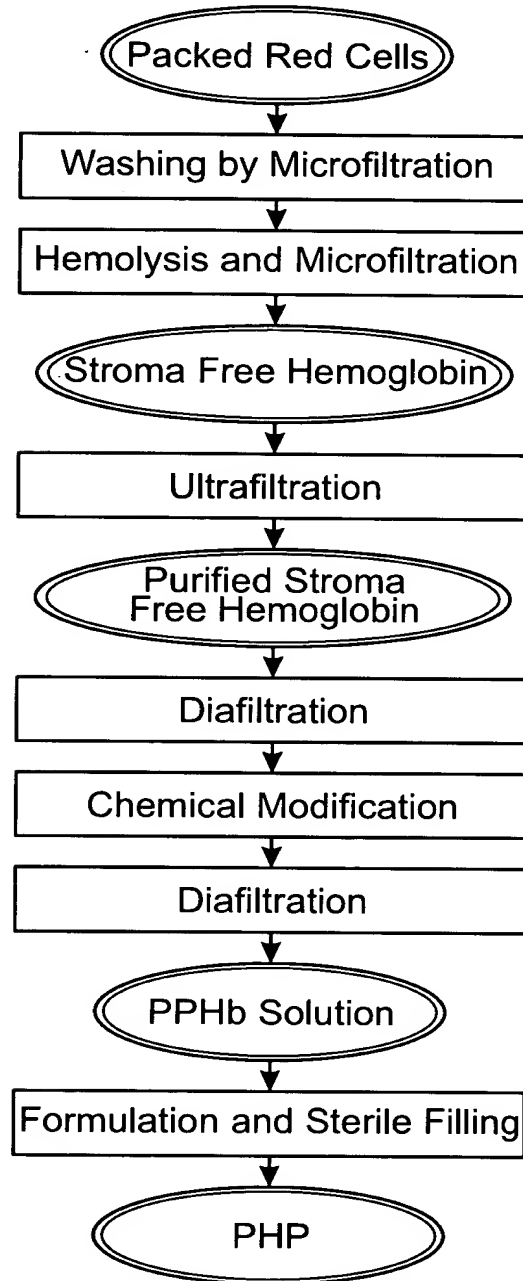 Packed Red Cells
Washing by Microfiltration
Hemolysis and Microfiltration
Stroma Free Hemoglobin
Ultrafiltration
Purified Stroma
Free Hemoglobin
Diafiltration
Chemical Modification
Diafiltration
PPHb Solution
Formulation and Sterile Filling
PHP